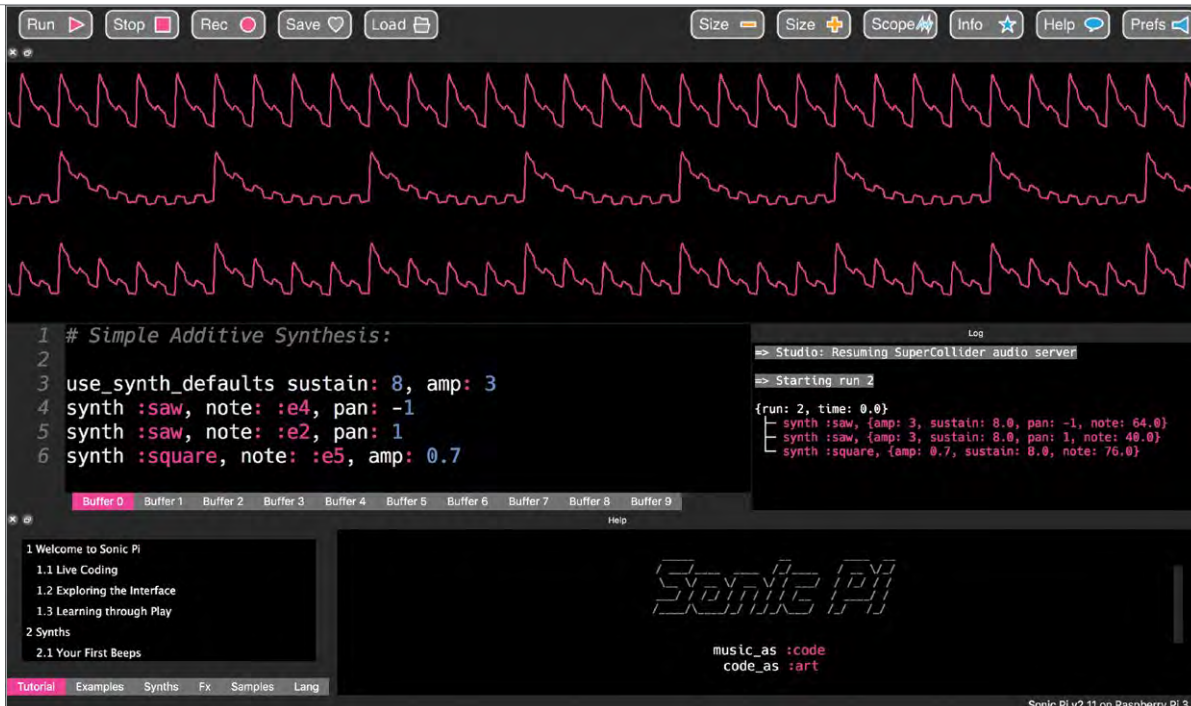 Run Stop Rec Save Load Size Size Scope Info Help Prefs
1 # Simple Additive Synthesis:
2
3 use_synth_defaults sustain: 8, amp: 3
4 synth :saw, note: :e4, pan: -1
5 synth :saw, note: :e2, pan: 1
6 synth :square, note: :e5, amp: 0.7
Buffer 0 Buffer 1 Buffer 2 Buffer 3 Buffer 4 Buffer 5 Buffer 6 Buffer 7 Buffer 8 Buffer 9
Log
=> Studio: Resuming SuperCollider audio server
=> Starting run 2
{run: 2, time: 0.0}
synth :saw, {amp: 3, sustain: 8.0, pan: -1, note: 64.0}
synth :saw, {amp: 3, sustain: 8.0, pan: 1, note: 40.0}
synth :square, {amp: 0.7, sustain: 8.0, note: 76.0}
Help
1 Welcome to Sonic Pi
1.1 Live Coding
1.2 Exploring the Interface
1.3 Learning through Play
2 Synths
2.1 Your First Beeps
Tutorial Examples Synths Fx Samples Lang
Sonic Pi
music_as :code
code_as :art
Sonic Pi v2.11 on Raspberry Pi 3